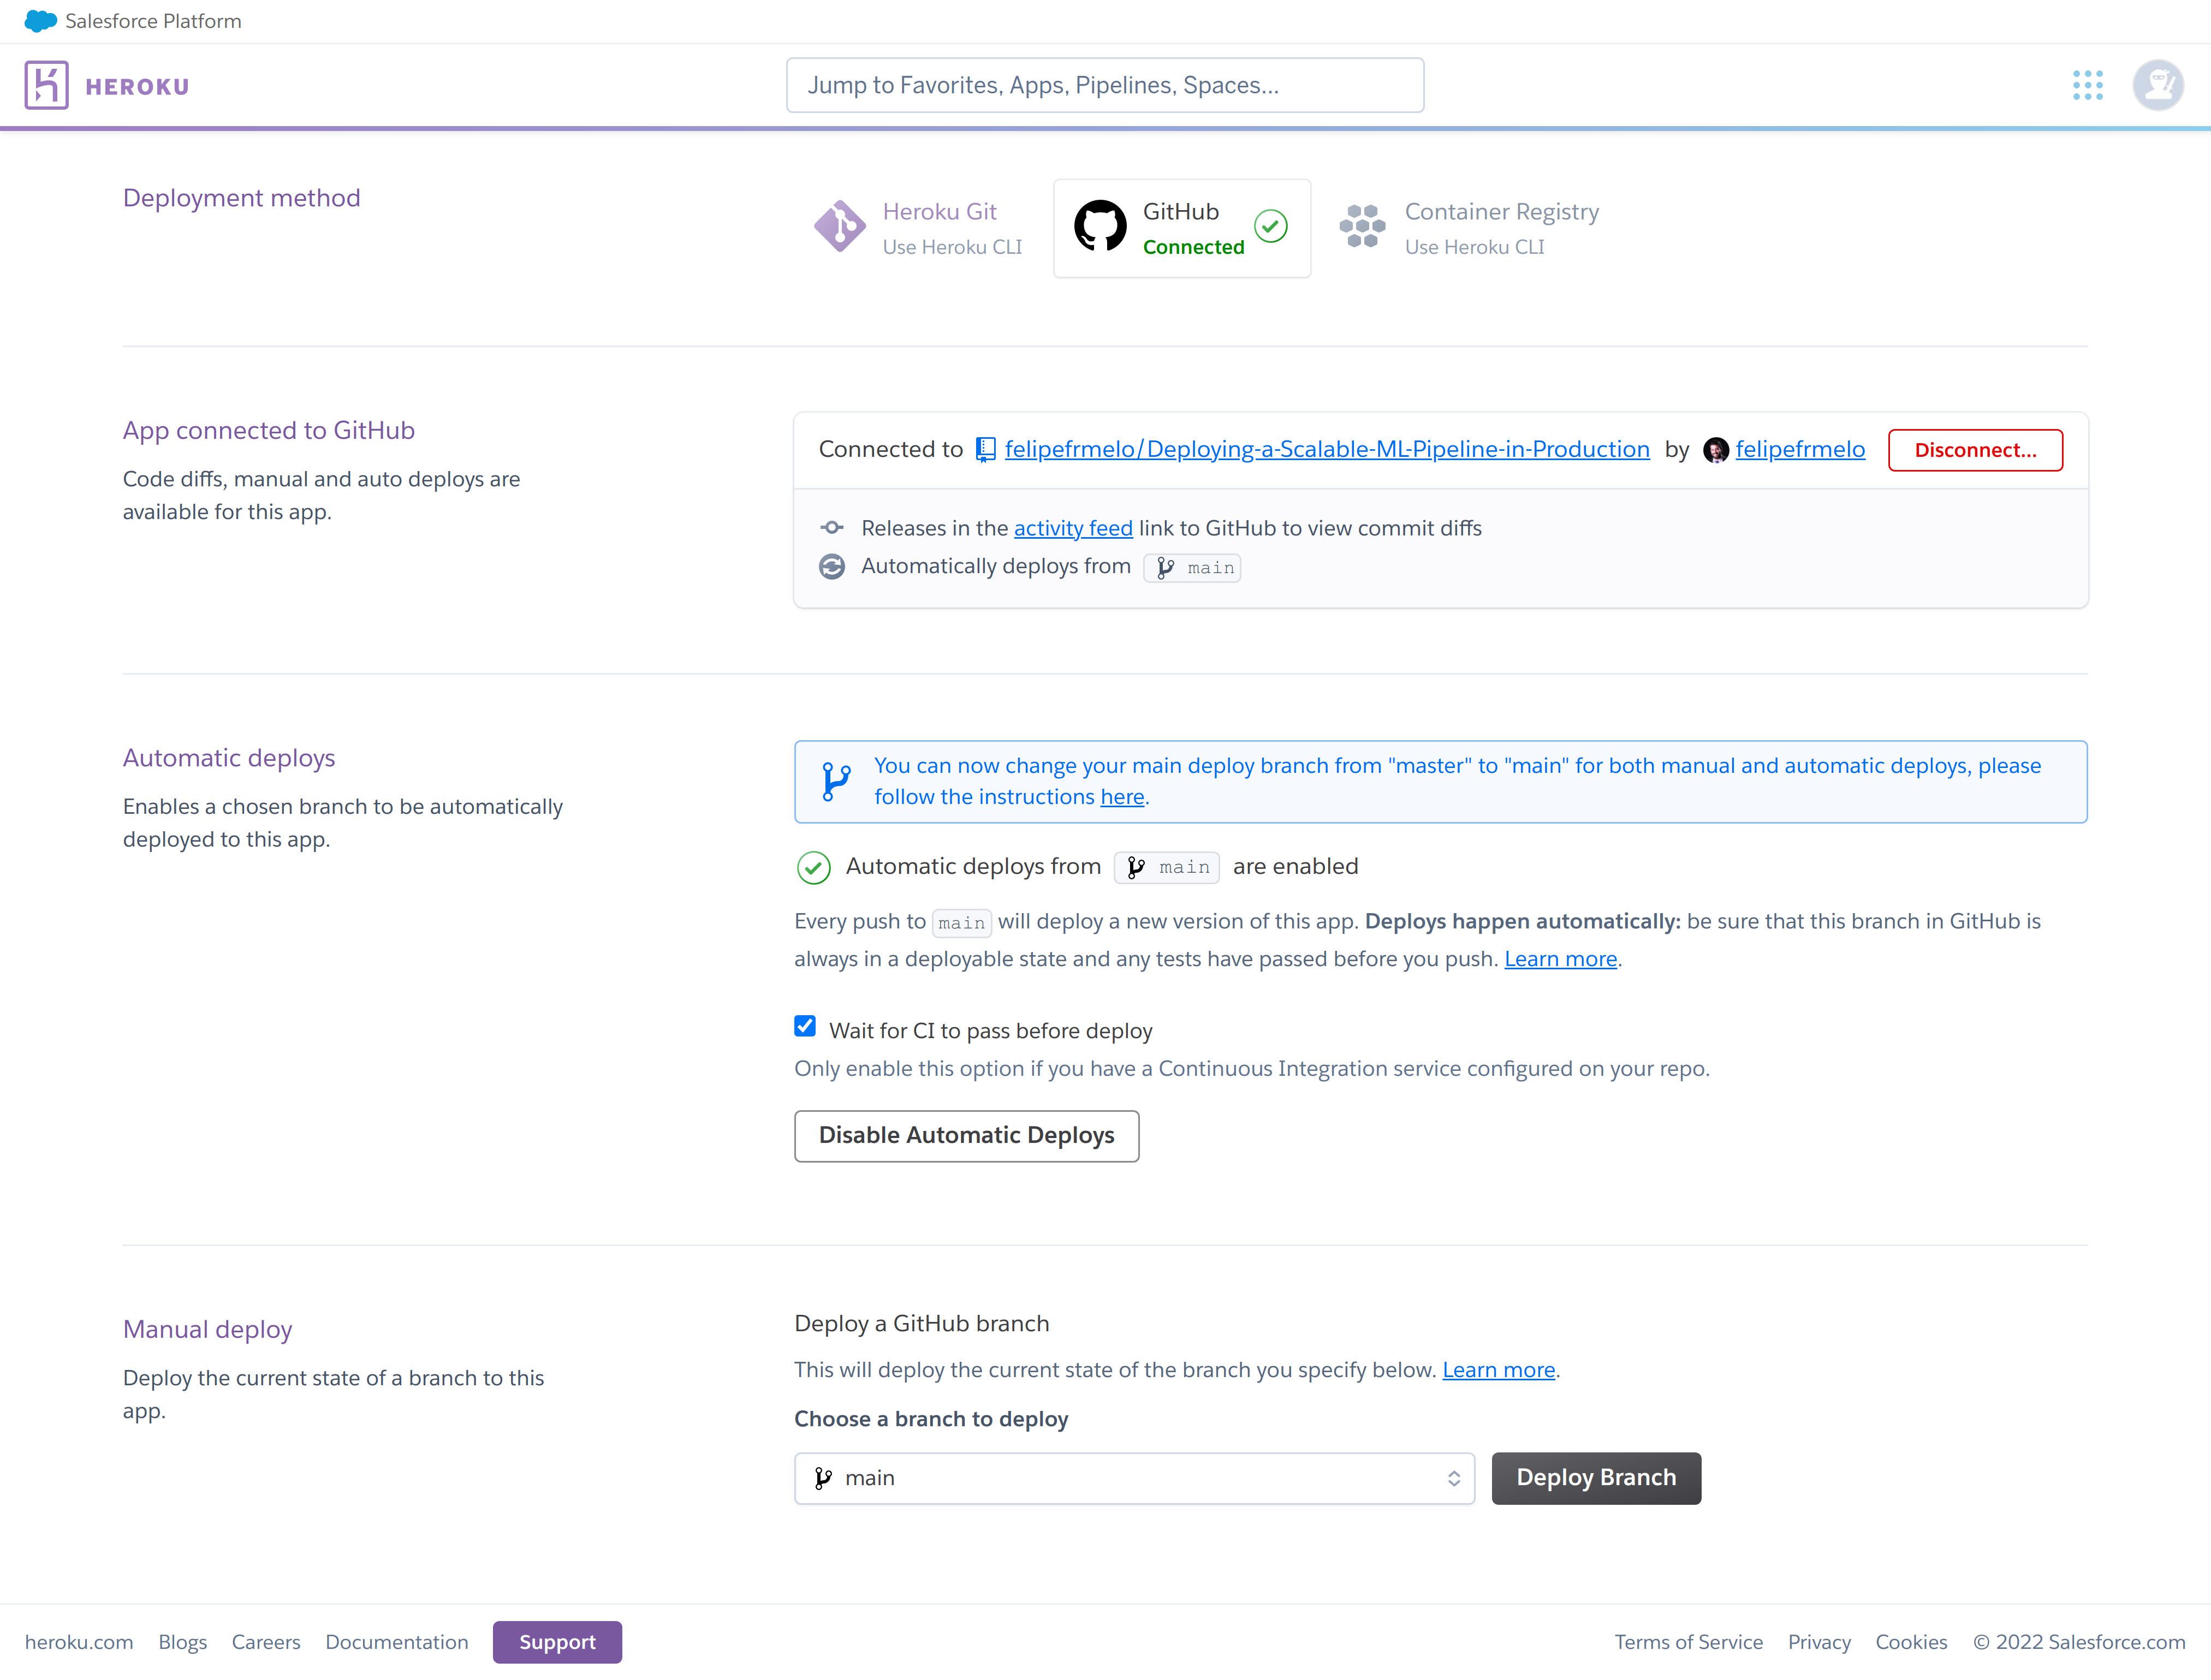 Salesforce Platform
HEROKU
Jump to Favorites, Apps, Pipelines, Spaces...
Deployment method
Heroku Git
Use Heroku CLI
GitHub
Connected
Container Registry
Use Heroku CLI
App connected to GitHub
Code diffs, manual and auto deploys are
available for this app.
Connected to felipefrmelo/Deploying-a-Scalable-ML-Pipeline-in-Production by felipefrmelo
Disconnect...
Releases in the activity feed link to GitHub to view commit diffs
Automatically deploys from main
Automatic deploys
Enables a chosen branch to be automatically
deployed to this app.
You can now change your main deploy branch from "master" to "main" for both manual and automatic deploys, please
follow the instructions here.
Automatic deploys from main are enabled
Every push to main will deploy a new version of this app. Deploys happen automatically: be sure that this branch in GitHub is
always in a deployable state and any tests have passed before you push. Learn more.
Wait for CI to pass before deploy
Only enable this option if you have a Continuous Integration service configured on your repo.
Disable Automatic Deploys
Manual deploy
Deploy the current state of a branch to this
app.
Deploy a GitHub branch
This will deploy the current state of the branch you specify below. Learn more.
Choose a branch to deploy
main
Deploy Branch
heroku.com Blogs Careers Documentation Support
Terms of Service Privacy Cookies © 2022 Salesforce.com